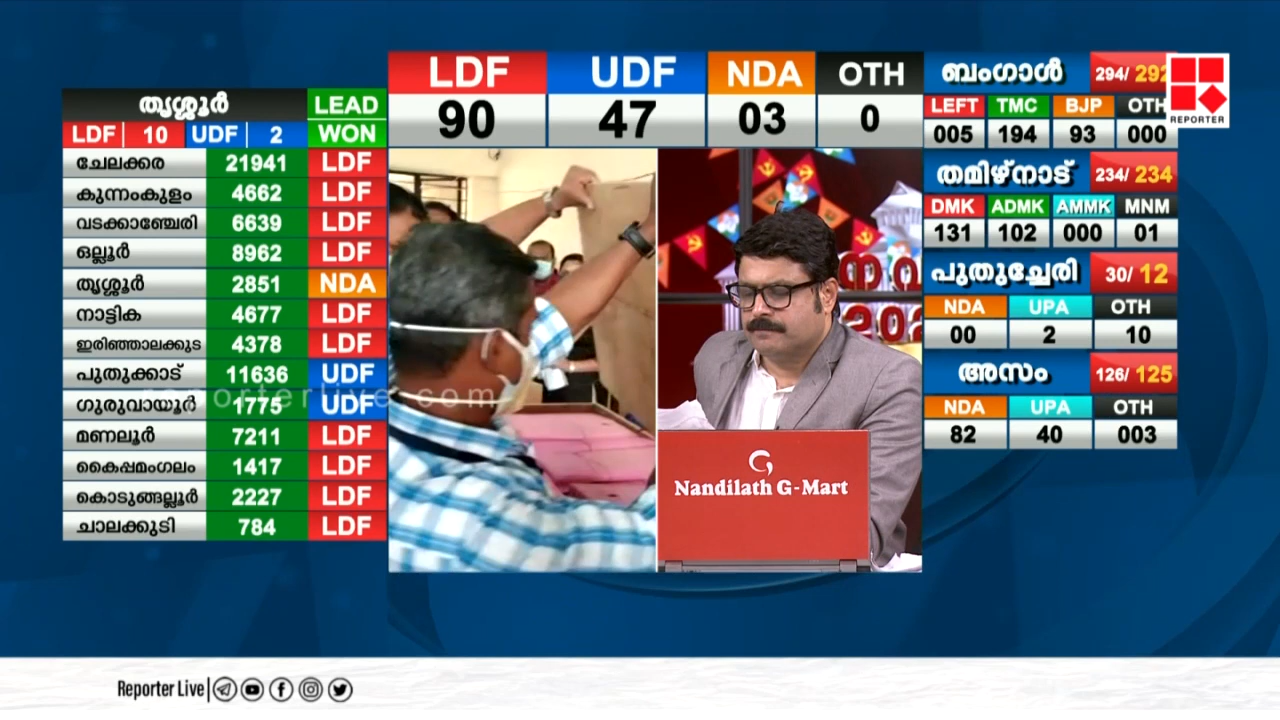 LDF UDF NDA OTH
90 47 03 0
തൃശ്ശൂർ LEAD
LDF 10 UDF 2 WON
ചേലക്കര 21941 LDF
കുന്നംകുളം 4662 LDF
വടക്കാഞ്ചേരി 6639 LDF
ഒല്ലൂർ 8962 LDF
തൃശ്ശൂർ 2851 NDA
നാട്ടിക 4677 LDF
ഇരിഞ്ഞാലക്കുട 4378 LDF
പുതുക്കാട് 11636 UDF
ഗുരുവായൂർ 1775 UDF
മണലൂർ 7211 LDF
കൈപ്പമംഗലം 1417 LDF
കൊടുങ്ങല്ലൂർ 2227 LDF
ചാലക്കുടി 784 LDF
reporterlive.com
Nandilath G-Mart
ബംഗാൾ 294/ 292
LEFT TMC BJP OTH
005 194 93 000
തമിഴ്നാട് 234/ 234
DMK ADMK AMMK MNM
131 102 000 01
പുതുച്ചേരി 30/ 12
NDA UPA OTH
00 2 10
അസം 126/ 125
NDA UPA OTH
82 40 003
REPORTER
Reporter Live